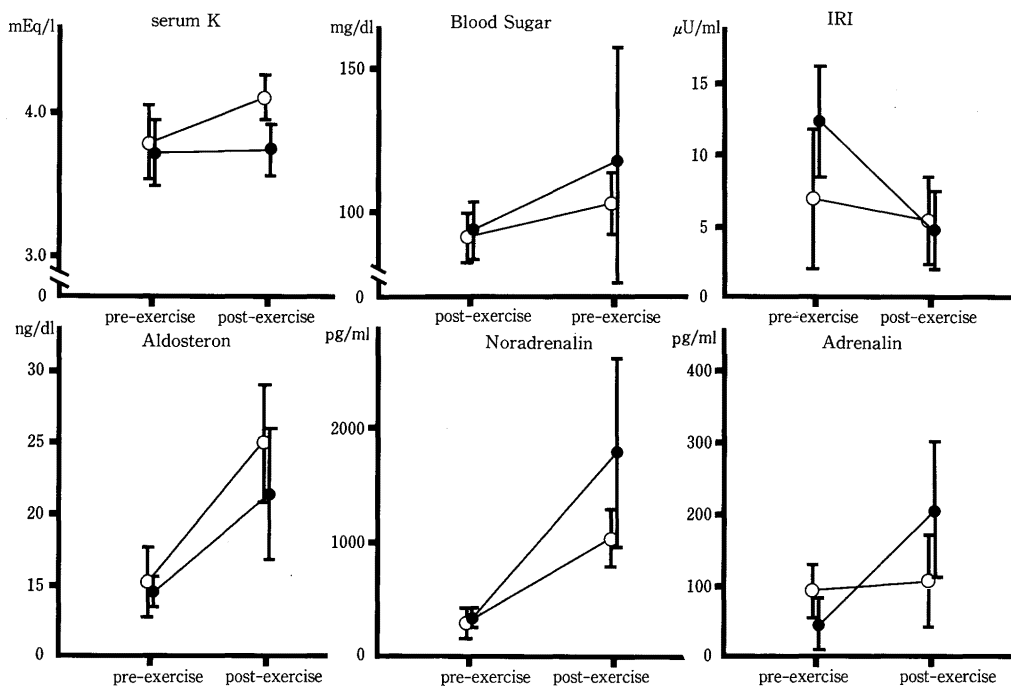 serum K
mEq/l
4.0
3.0
0
pre-exercise post-exercise
Blood Sugar
mg/dl
150
100
0
post-exercise pre-exercise
IRI
μU/ml
15
10
5
0
pre-exercise post-exercise
Aldosteron
ng/dl
30
25
20
15
0
pre-exercise post-exercise
Noradrenalin
pg/ml
2000
1000
0
pre-exercise post-exercise
Adrenalin
pg/ml
400
300
200
100
0
pre-exercise post-exercise